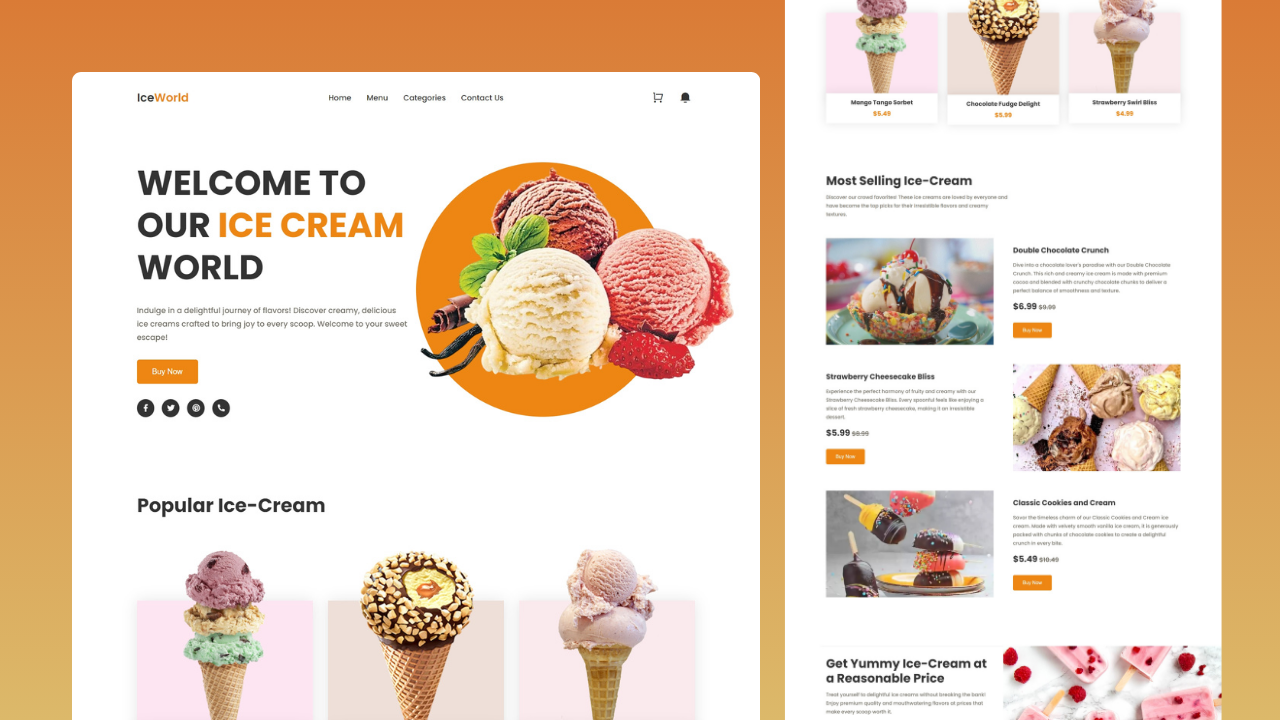 IceWorld
Home Menu Categories Contact Us
WELCOME TO
OUR ICE CREAM
WORLD
Indulge in a delightful journey of flavors! Discover creamy, delicious
ice creams crafted to bring joy to every scoop. Welcome to your sweet
escape!
Buy Now
Popular Ice-Cream
Mango Tango Sorbet
$5.49
Chocolate Fudge Delight
$5.99
Strawberry Swirl Bliss
$4.99
Most Selling Ice-Cream
Discover our crowd favorites! These ice creams are loved by everyone and
have become the top picks for their irresistible flavors and creamy
textures.
Double Chocolate Crunch
Dive into a chocolate lover's paradise with our Double Chocolate
Crunch. This rich and creamy ice cream is made with premium
cocoa and blended with crunchy chocolate chunks to deliver a
perfect balance of smoothness and texture.
$6.99 $9.99
Buy Now
Strawberry Cheesecake Bliss
Experience the perfect harmony of fruity and creamy with our
Strawberry Cheesecake Bliss. Every spoonful feels like enjoying a
slice of fresh strawberry cheesecake, making it an irresistible
dessert.
$5.99 $8.99
Buy Now
Classic Cookies and Cream
Savor the timeless charm of our Classic Cookies and Cream ice
cream. Made with velvety smooth vanilla ice cream, it is generously
packed with chunks of chocolate cookies to create a delightful
crunch in every bite.
$5.49 $10.49
Buy Now
Get Yummy Ice-Cream at
a Reasonable Price
Treat yourself to delightful ice creams without breaking the bank!
Enjoy premium quality and mouthwatering flavors at prices that
make every scoop worth it.